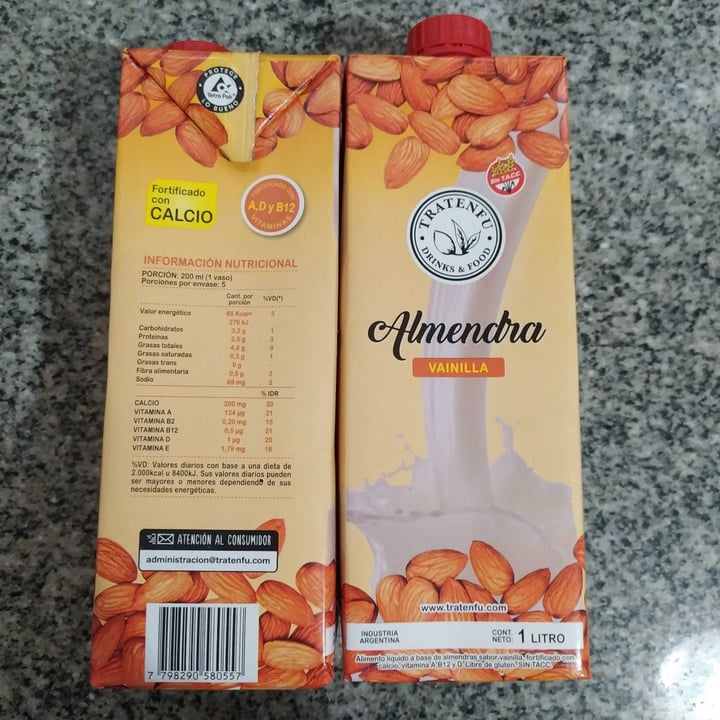 PROTEGE
Tetra Pak
LO BUENO
Fortificado
con
CALCIO
FORTIFICADO CON
A,D y B12
VITAMINAS
INFORMACIÓN NUTRICIONAL
PORCIÓN: 200 ml (1 vaso)
Porciones por envase: 5
Cant. por porción %VD(*)
Valor energético 65 Kcal= 3
276 kJ
Carbohidratos 3,2 g 1
Proteínas 2,5 g 3
Grasas totales 4,8 g 9
Grasas saturadas 0,3 g 1
Grasas trans 0 g -
Fibra alimentaria 0,5 g 2
Sodio 69 mg 3
% IDR
CALCIO 200 mg 20
VITAMINA A 124 µg 21
VITAMINA B2 0,20 mg 15
VITAMINA B12 0,5 µg 21
VITAMINA D 1 µg 20
VITAMINA E 1,79 mg 18
%VD: Valores diarios con base a una dieta de
2.000kcal u 8400kJ. Sus valores diarios pueden
ser mayores o menores dependiendo de sus
necesidades energéticas.
ATENCIÓN AL CONSUMIDOR
administracion@tratenfu.com
7 798290 580557
Sin T.A.C.C.
TRATENFU
DRINKS & FOOD
Almendra
VAINILLA
www.tratenfu.com
INDUSTRIA
ARGENTINA
CONT.
NETO: 1 LITRO
Alimento líquido a base de almendras sabor vainilla, fortificado con
calcio, vitamina A,B12 y D. Libre de gluten. SIN TACC.